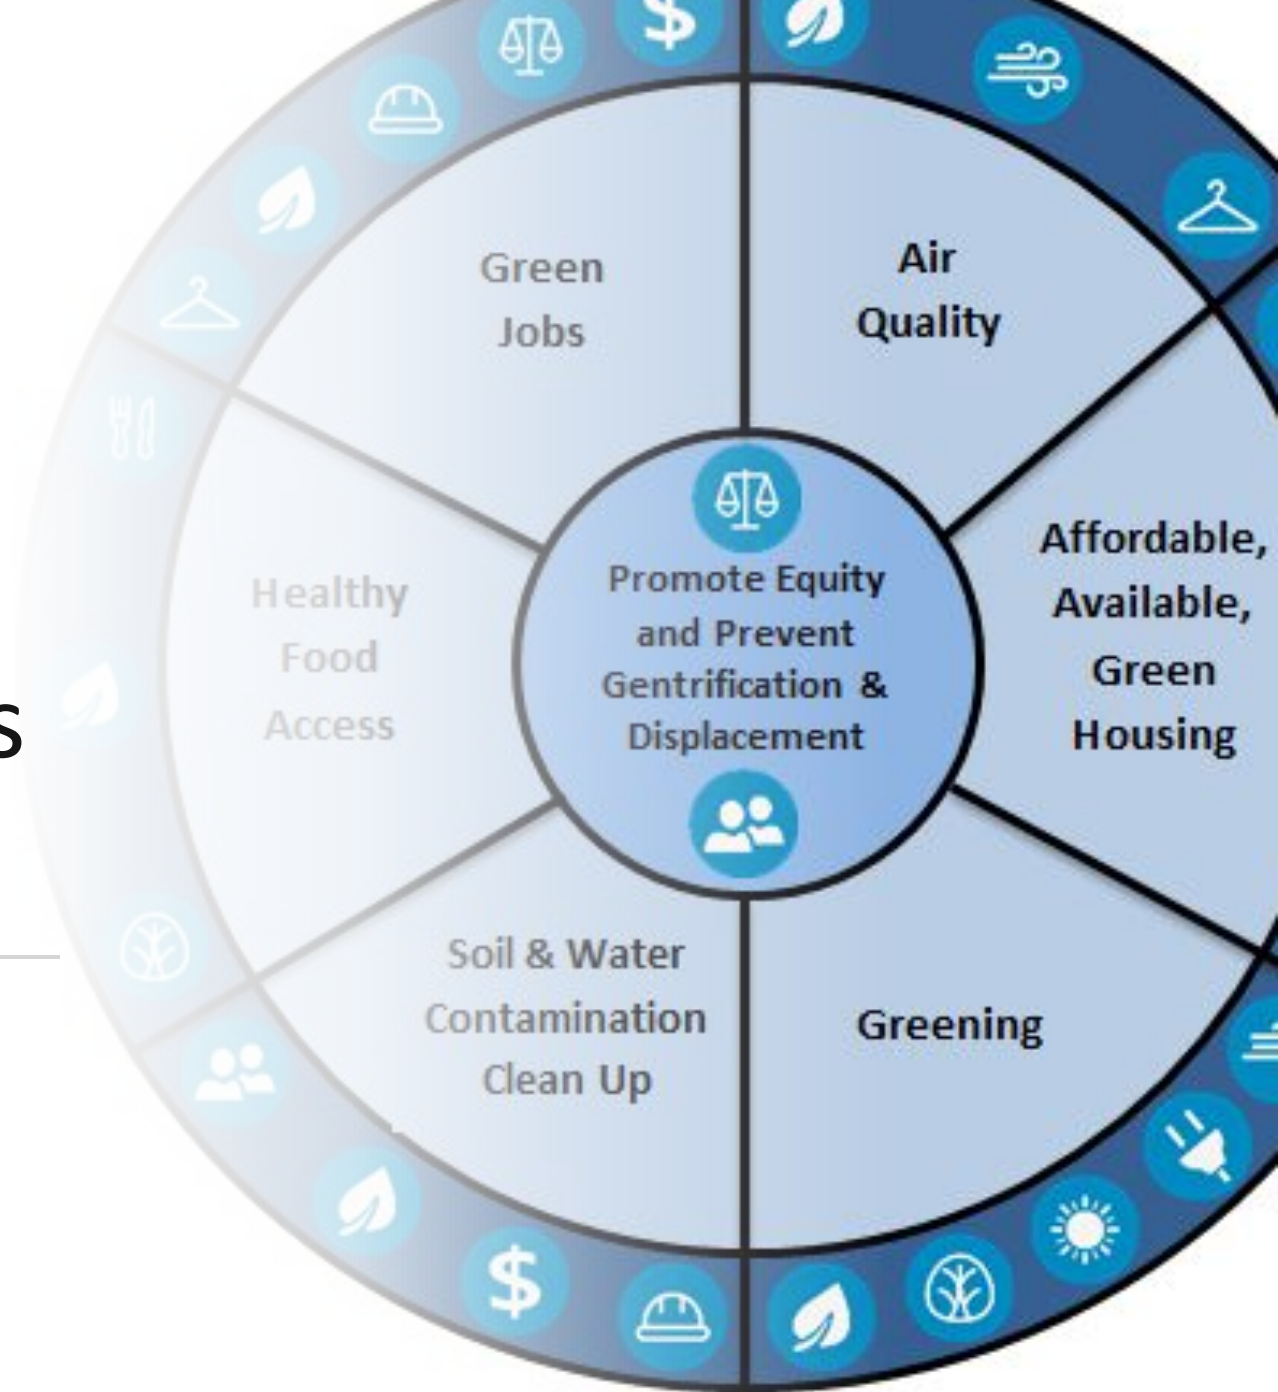 Green
Jobs
Air
Quality
Affordable,
Available,
Green
Housing
Healthy
Food
Access
Promote Equity
and Prevent
Gentrification &
Displacement
Soil & Water
Contamination
Clean Up
Greening
s
$
$